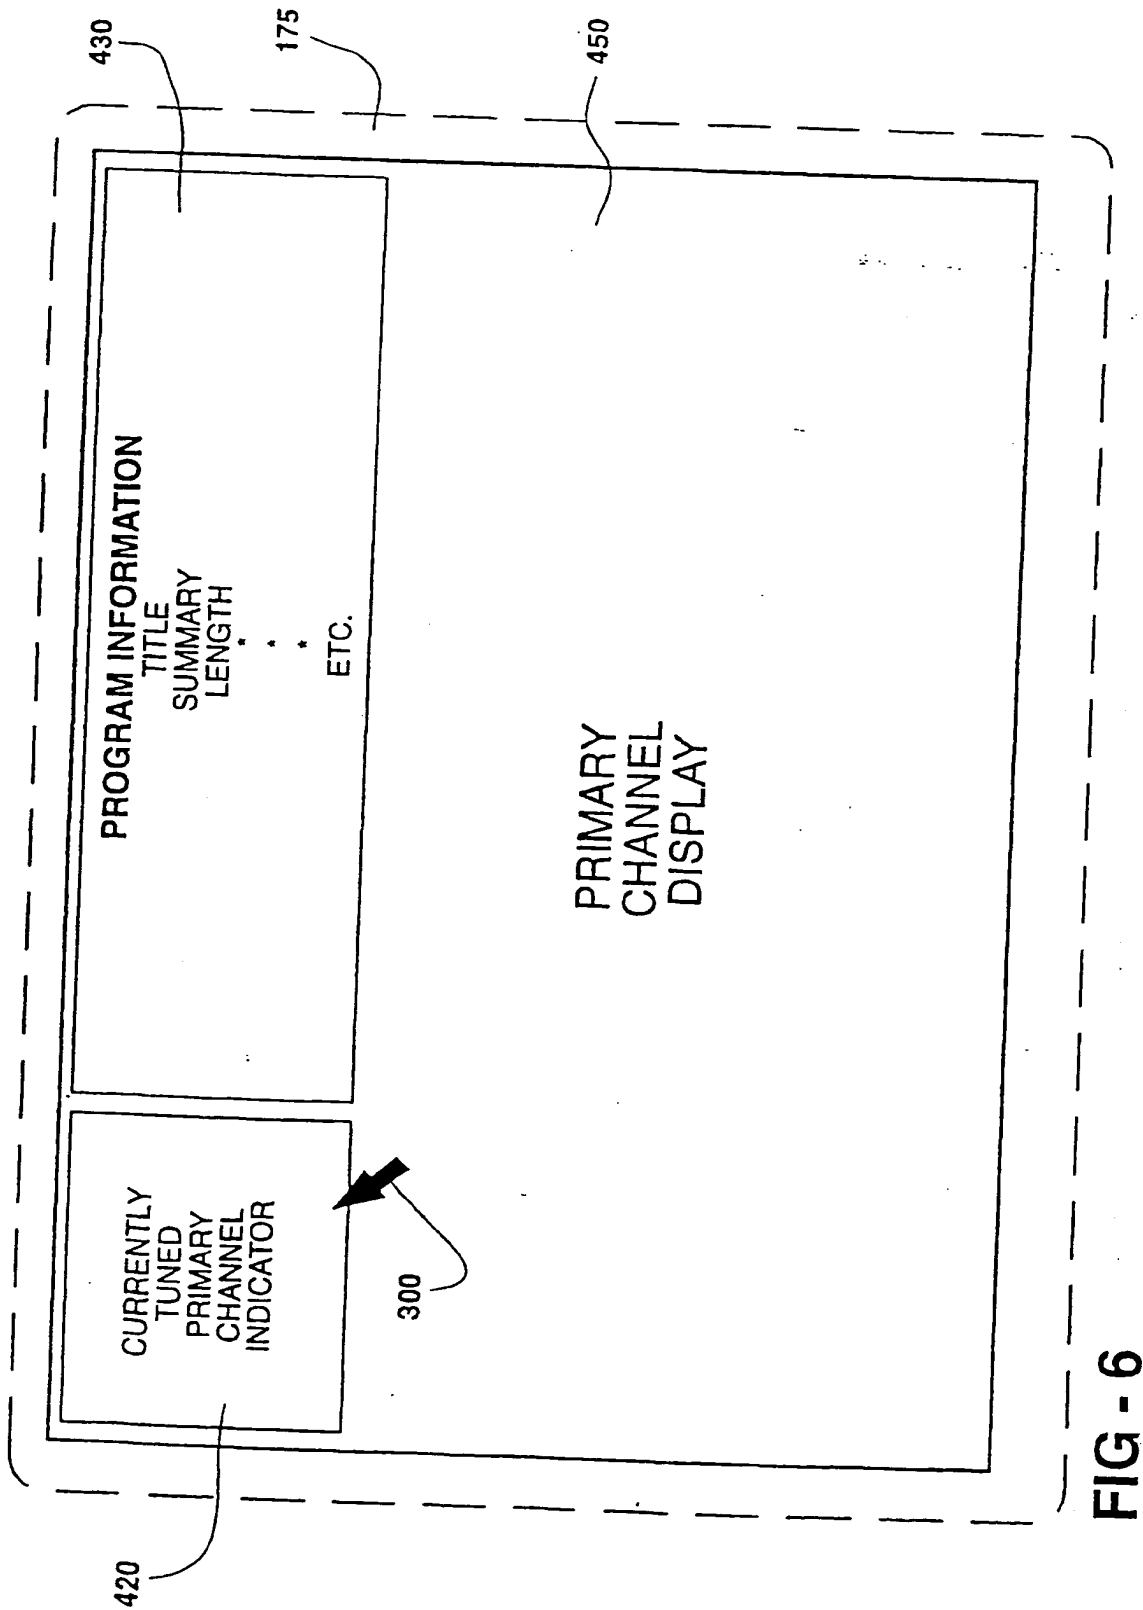 430
175
450
PROGRAM INFORMATION
TITLE
SUMMARY
LENGTH
*
*
*
ETC.
CURRENTLY
TUNED
PRIMARY
CHANNEL
INDICATOR
300
PRIMARY
CHANNEL
DISPLAY
420
FIG - 6